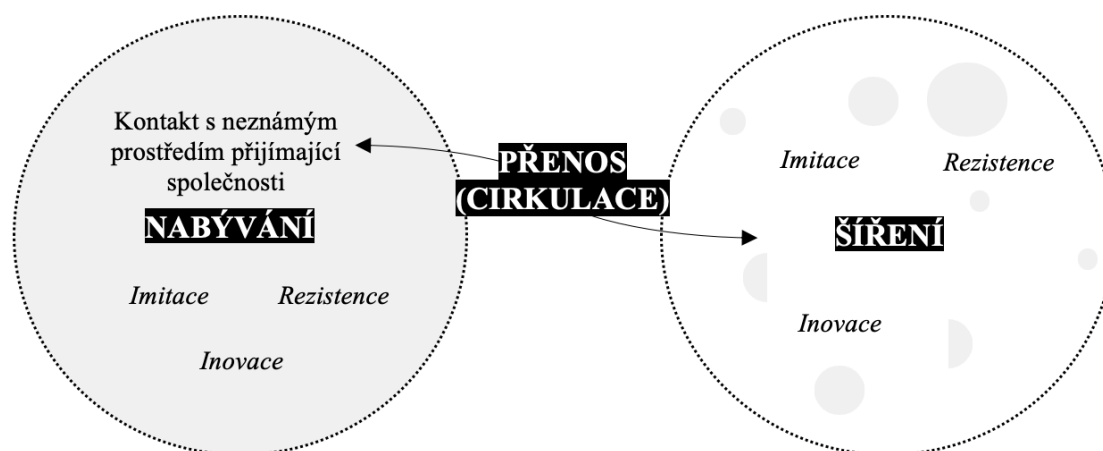 Kontakt s neznámým
prostředím přijímající
společnosti
NABÝVÁNÍ
Imitace
Rezistence
Inovace
PŘENOS
(CIRKULACE)
Imitace
Rezistence
ŠÍŘENÍ
Inovace